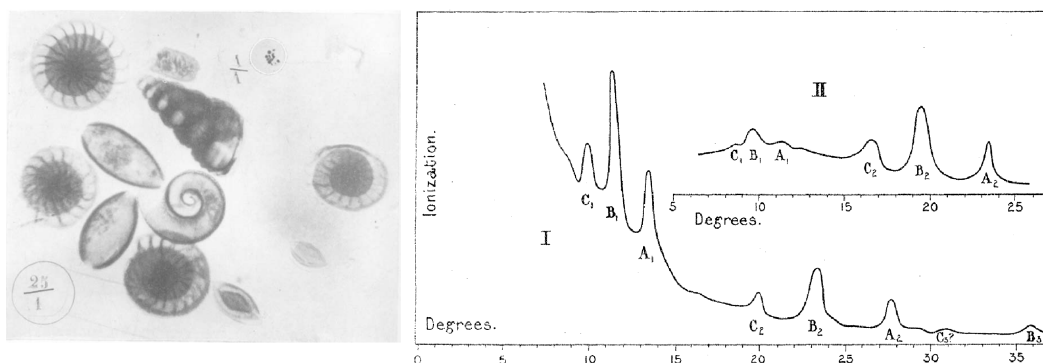 1
1
25
1
Ionization.
II
C₁ B₁ A₁ C₂ B₂ A₂
5 10 15 20 25
Degrees.
I
C₁ B₁ A₁ C₂ B₂ A₂ C₃? B₃
Degrees.
0 5 10 15 20 25 30 35